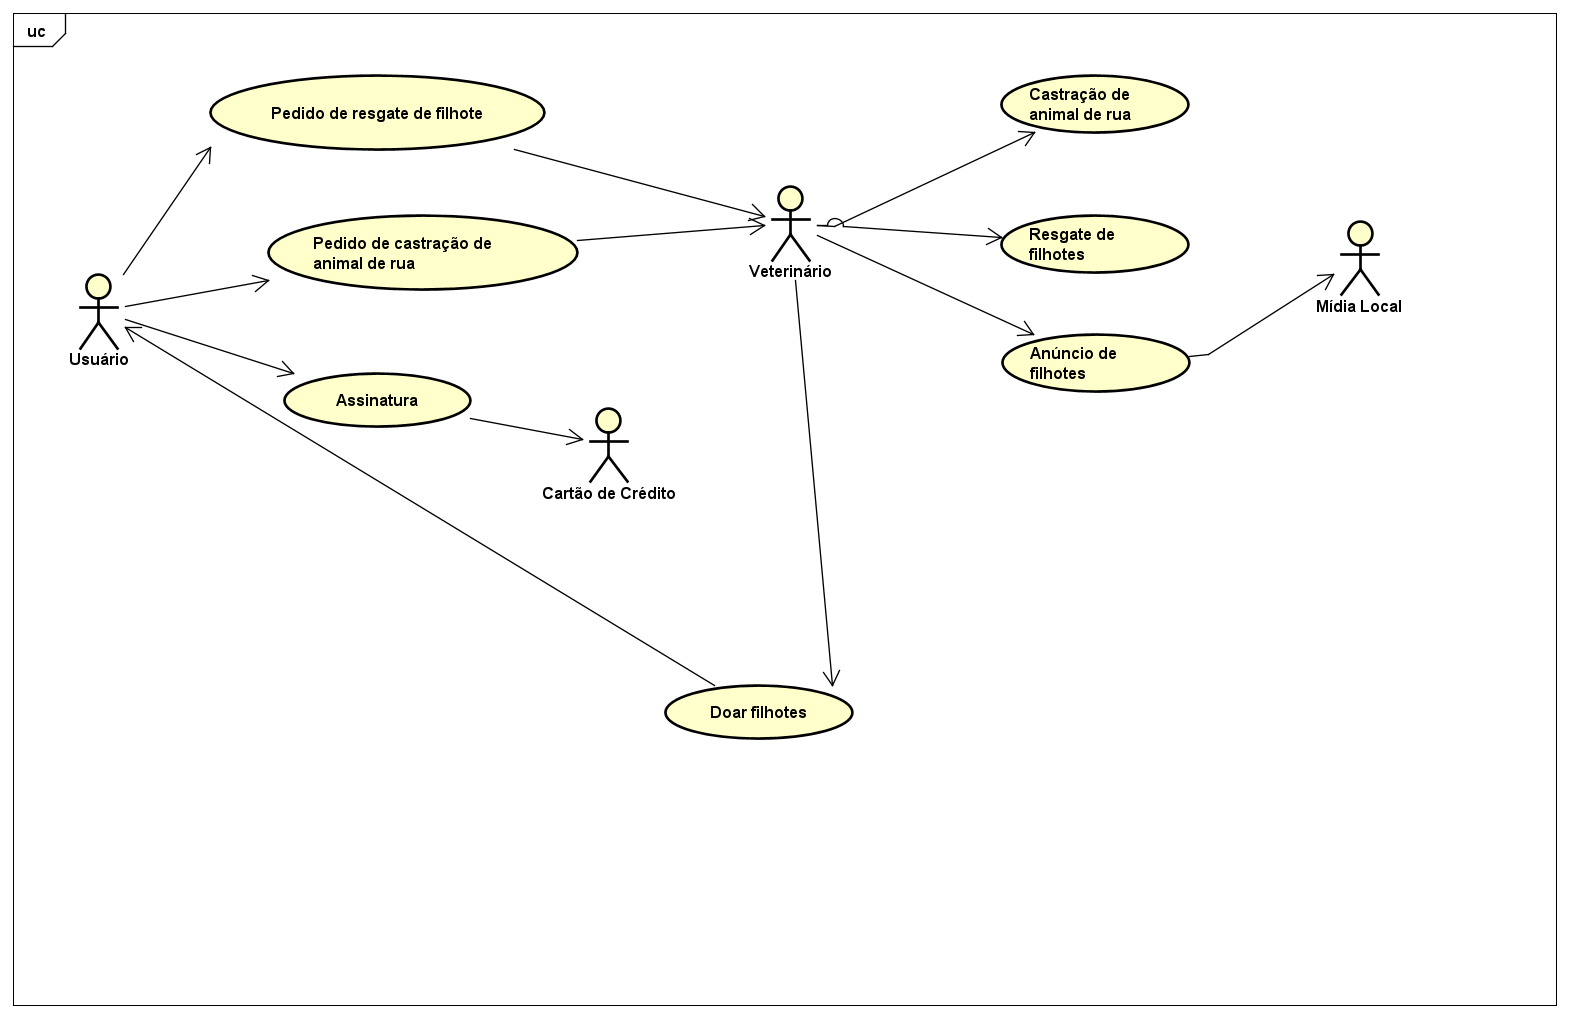 uc
Pedido de resgate de filhote
Castração de
animal de rua
Pedido de castração de
animal de rua
Veterinário
Resgate de
filhotes
Mídia Local
Usuário
Anúncio de
filhotes
Assinatura
Cartão de Crédito
Doar filhotes